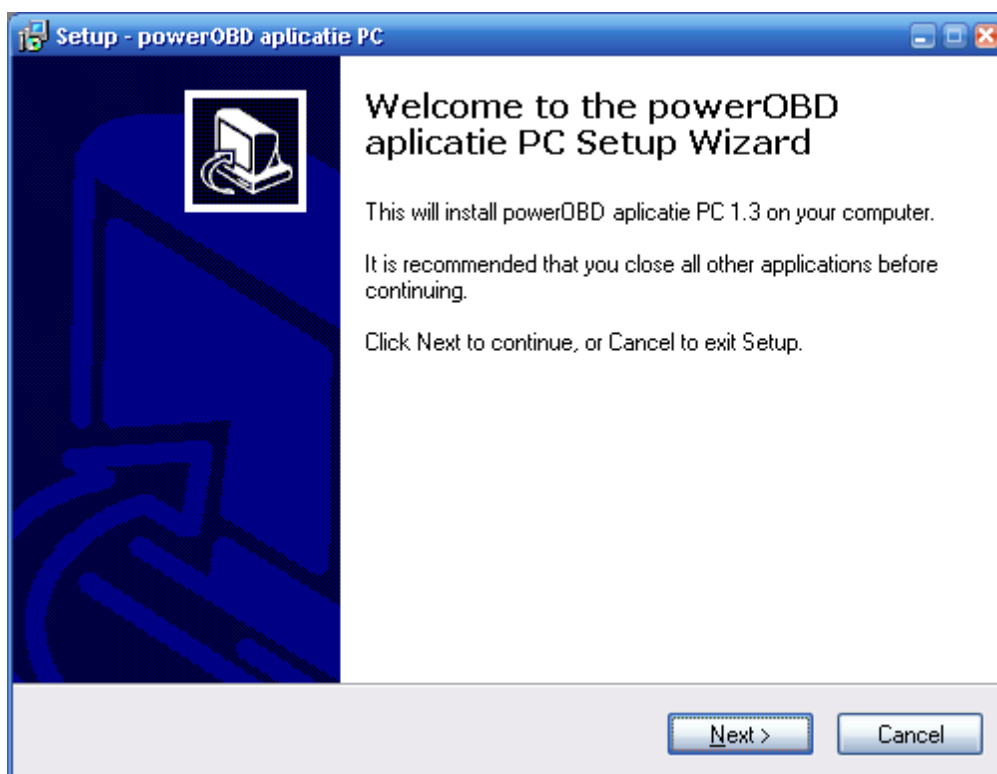 Setup - powerOBD aplicatie PC
Welcome to the powerOBD
aplicatie PC Setup Wizard
This will install powerOBD aplicatie PC 1.3 on your computer.
It is recommended that you close all other applications before
continuing.
Click Next to continue, or Cancel to exit Setup.
Next >
Cancel